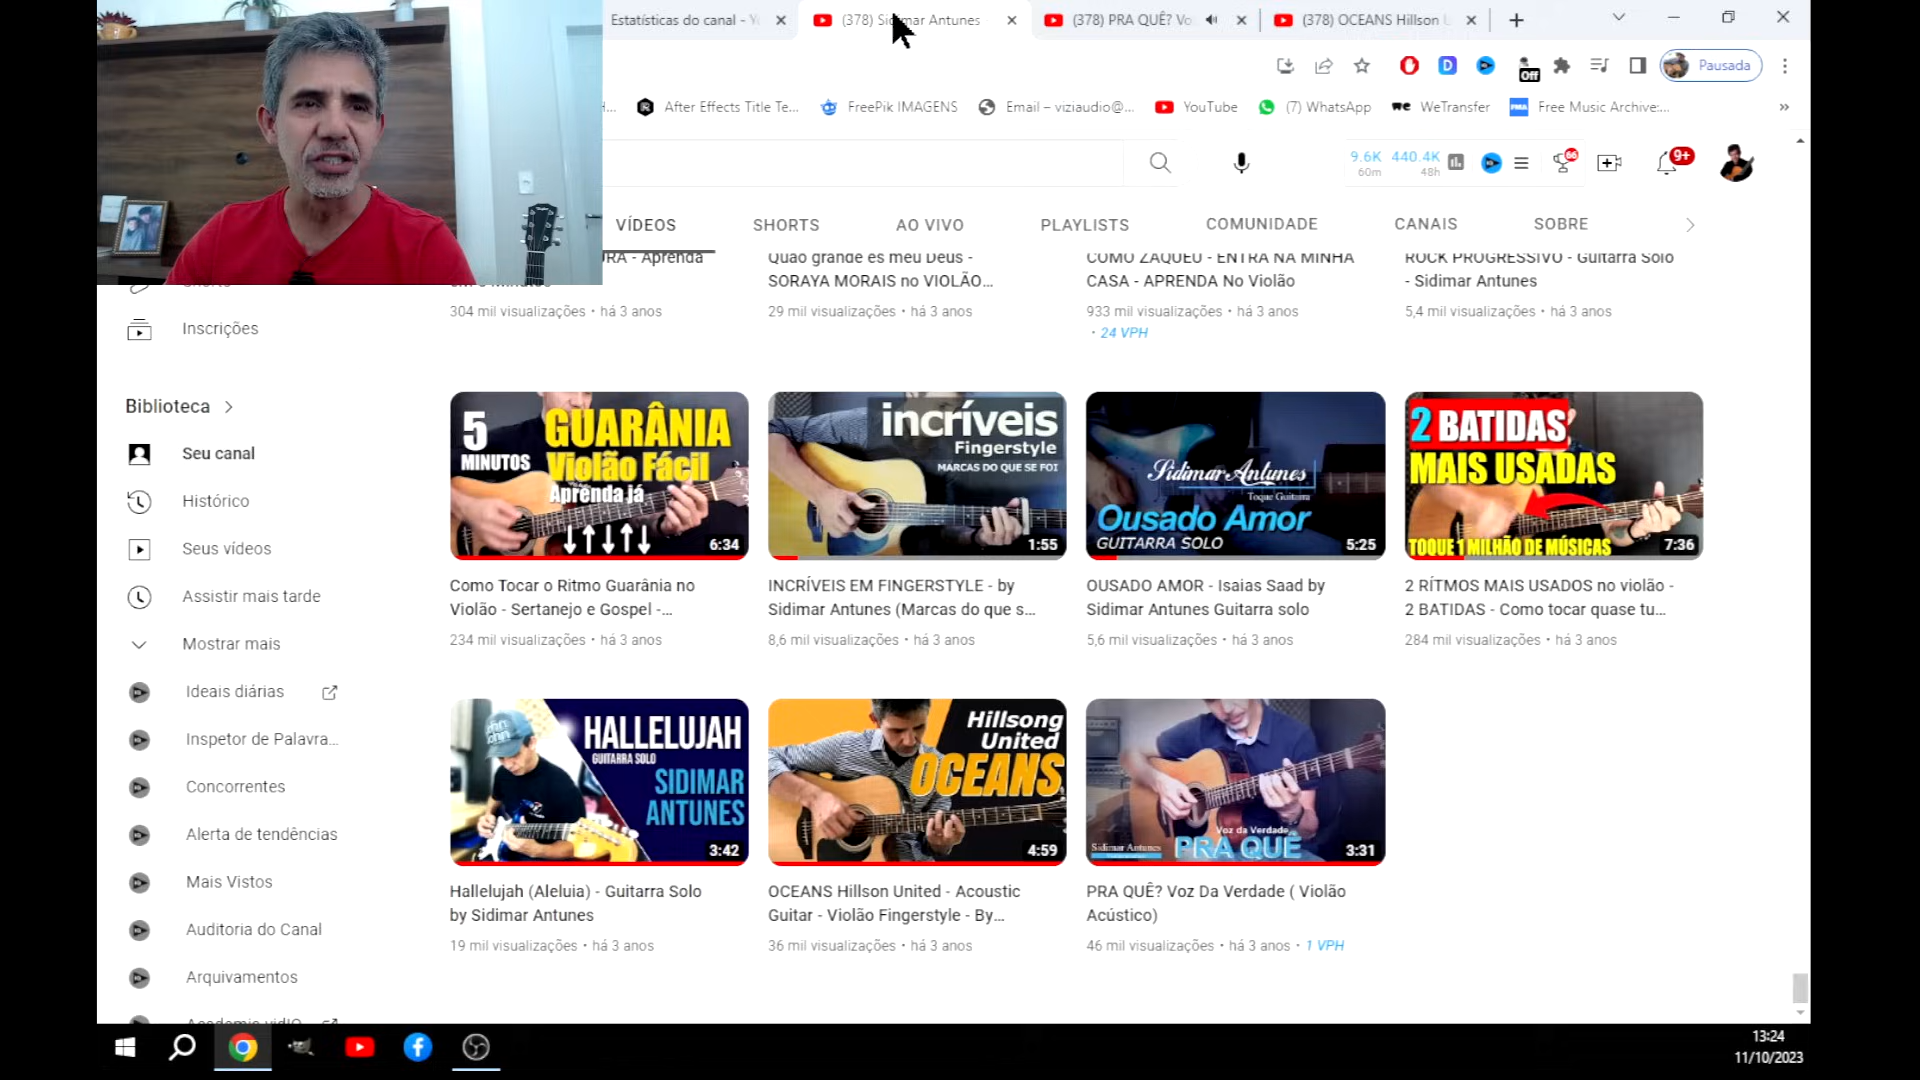 Estatísticas do canal - Y
(378) Sidimar Antunes
(378) PRA QUÊ? Vo
(378) OCEANS Hillson U
Off
Pausada
H...
After Effects Title Te...
FreePik IMAGENS
Email – viziaudio@...
YouTube
(7) WhatsApp
WeTransfer
Free Music Archive:...
9.6K
60m
440.4K
48h
66
9+
VÍDEOS
SHORTS
AO VIVO
PLAYLISTS
COMUNIDADE
CANAIS
SOBRE
RA - Aprenda
304 mil visualizações • há 3 anos
Quão grande es meu Deus -
SORAYA MORAIS no VIOLÃO...
29 mil visualizações • há 3 anos
COMO ZAQUEU - ENTRA NA MINHA
CASA - APRENDA No Violão
933 mil visualizações • há 3 anos
• 24 VPH
ROCK PROGRESSIVO - Guitarra Solo
- Sidimar Antunes
5,4 mil visualizações • há 3 anos
Inscrições
Biblioteca
Seu canal
Histórico
Seus vídeos
Assistir mais tarde
Mostrar mais
Ideais diárias
Inspetor de Palavra...
Concorrentes
Alerta de tendências
Mais Vistos
Auditoria do Canal
Arquivamentos
5
MINUTOS
GUARÂNIA
Violão Fácil
Aprenda já
6:34
Como Tocar o Ritmo Guarânia no
Violão - Sertanejo e Gospel -...
234 mil visualizações • há 3 anos
incríveis
Fingerstyle
MARCAS DO QUE SE FOI
1:55
INCRÍVEIS EM FINGERSTYLE - by
Sidimar Antunes (Marcas do que s...
8,6 mil visualizações • há 3 anos
Sidimar Antunes
Toque Guitarra
Ousado Amor
GUITARRA SOLO
5:25
OUSADO AMOR - Isaias Saad by
Sidimar Antunes Guitarra solo
5,6 mil visualizações • há 3 anos
2 BATIDAS
MAIS USADAS
TOQUE 1 MILHÃO DE MÚSICAS
7:36
2 RÍTMOS MAIS USADOS no violão -
2 BATIDAS - Como tocar quase tu...
284 mil visualizações • há 3 anos
HALLELUJAH
GUITARRA SOLO
SIDIMAR
ANTUNES
3:42
Hallelujah (Aleluia) - Guitarra Solo
by Sidimar Antunes
19 mil visualizações • há 3 anos
Hillsong
United
OCEANS
4:59
OCEANS Hillson United - Acoustic
Guitar - Violão Fingerstyle - By...
36 mil visualizações • há 3 anos
Voz da Verdade
Sidimar Antunes
PRA QUÊ
3:31
PRA QUÊ? Voz Da Verdade ( Violão
Acústico)
46 mil visualizações • há 3 anos • 1 VPH
13:24
11/10/2023